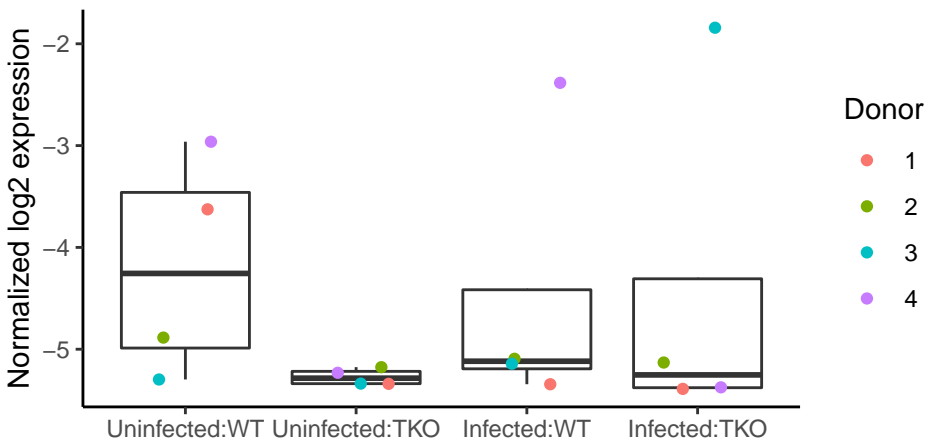 Normalized log2 expression
−2
−3
−4
−5
Uninfected:WT
Uninfected:TKO
Infected:WT
Infected:TKO
Donor
1
2
3
4